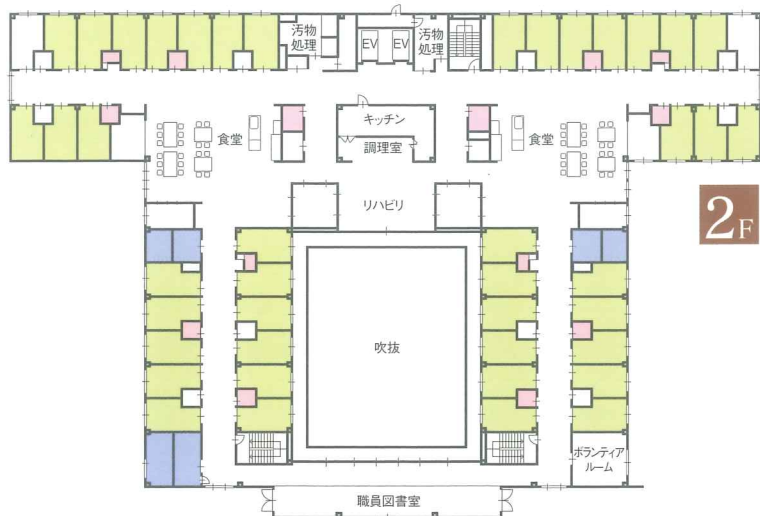 汚物
処理
EV
EV
汚物
処理
食堂
キッチン
調理室
食堂
リハビリ
2F
吹抜
ボランティア
ルーム
職員図書室